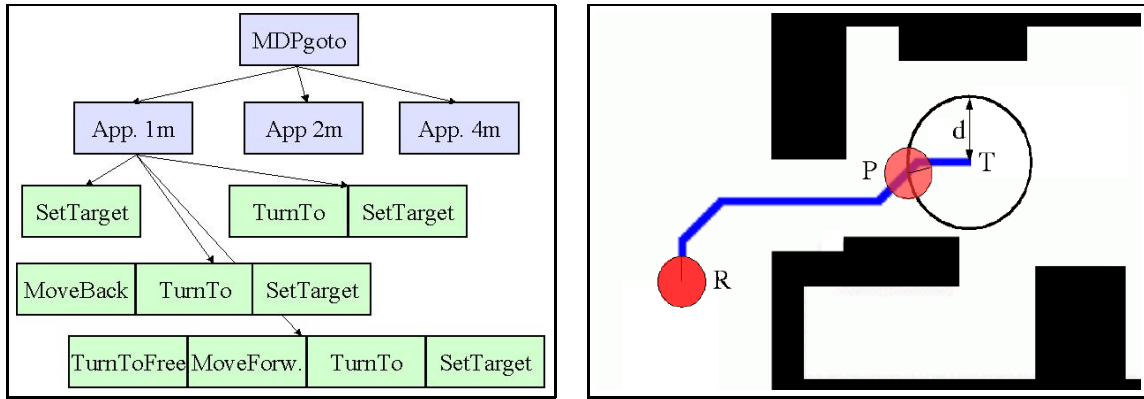 MDPgoto
App. 1m App 2m App. 4m
SetTarget TurnTo SetTarget
MoveBack TurnTo SetTarget
TurnToFree MoveForw. TurnTo SetTarget
d
P T
R